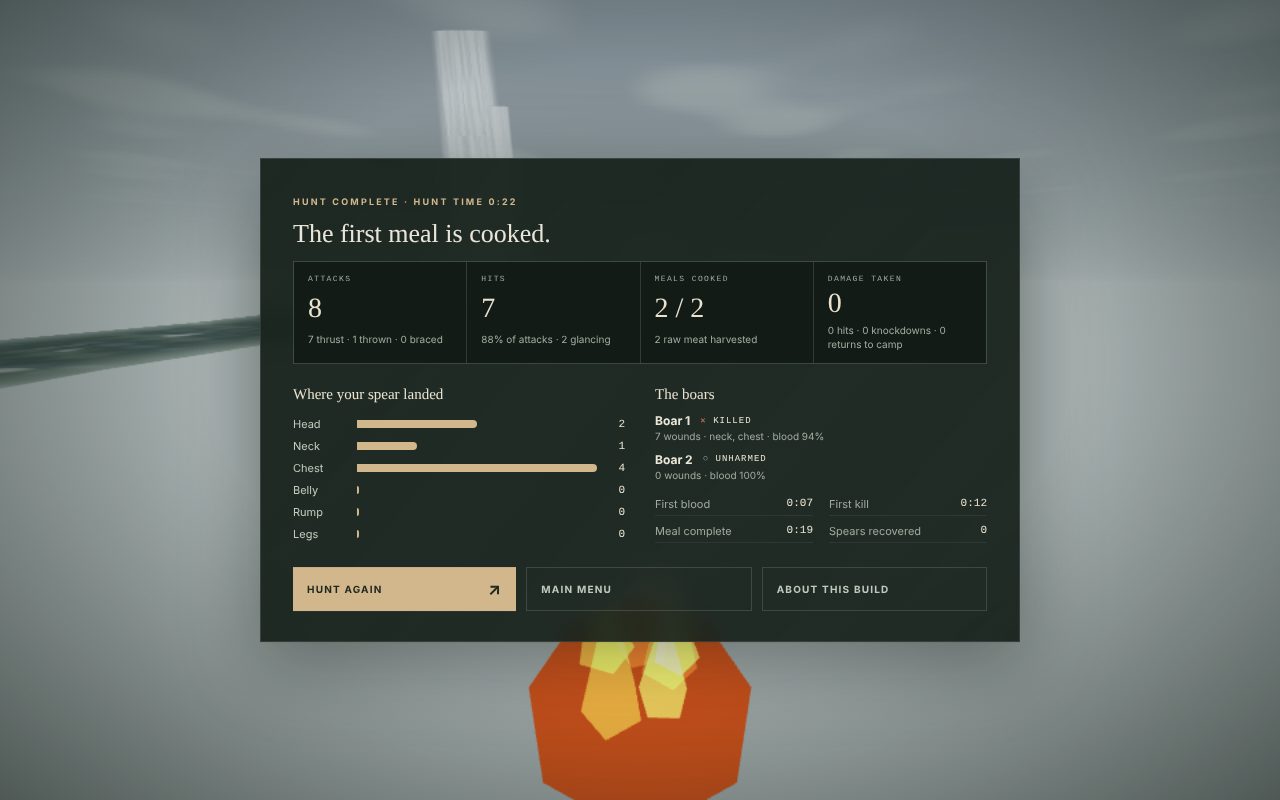 HUNT COMPLETE · HUNT TIME 0:22
The first meal is cooked.
ATTACKS
8
7 thrust · 1 thrown · 0 braced
HITS
7
88% of attacks · 2 glancing
MEALS COOKED
2 / 2
2 raw meat harvested
DAMAGE TAKEN
0
0 hits · 0 knockdowns · 0
returns to camp
Where your spear landed
Head 2
Neck 1
Chest 4
Belly 0
Rump 0
Legs 0
The boars
Boar 1 × KILLED
7 wounds · neck, chest · blood 94%
Boar 2 ○ UNHARMED
0 wounds · blood 100%
First blood 0:07
First kill 0:12
Meal complete 0:19
Spears recovered 0
HUNT AGAIN
MAIN MENU
ABOUT THIS BUILD